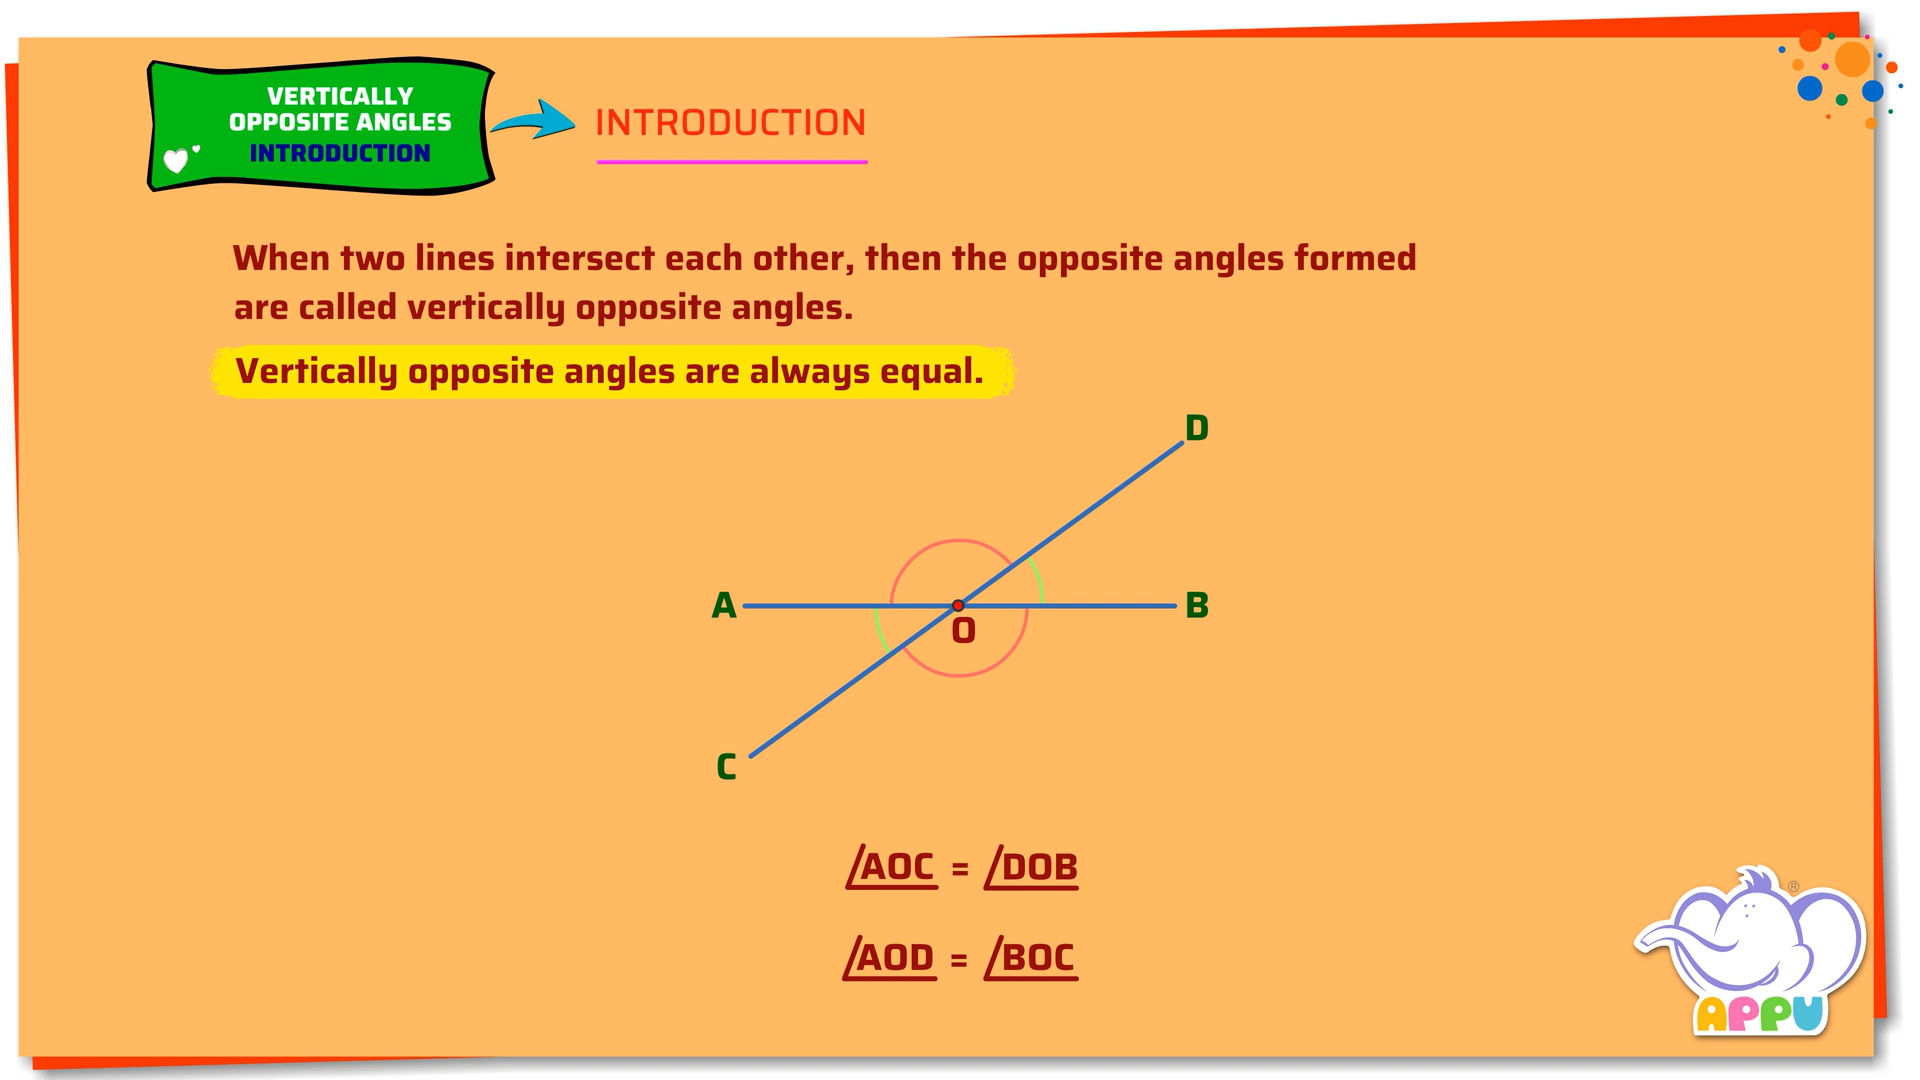 VERTICALLY
OPPOSITE ANGLES
INTRODUCTION
INTRODUCTION
When two lines intersect each other, then the opposite angles formed
are called vertically opposite angles.
Vertically opposite angles are always equal.
D
A
B
O
C
∠AOC = ∠DOB
∠AOD = ∠BOC
®
APPU